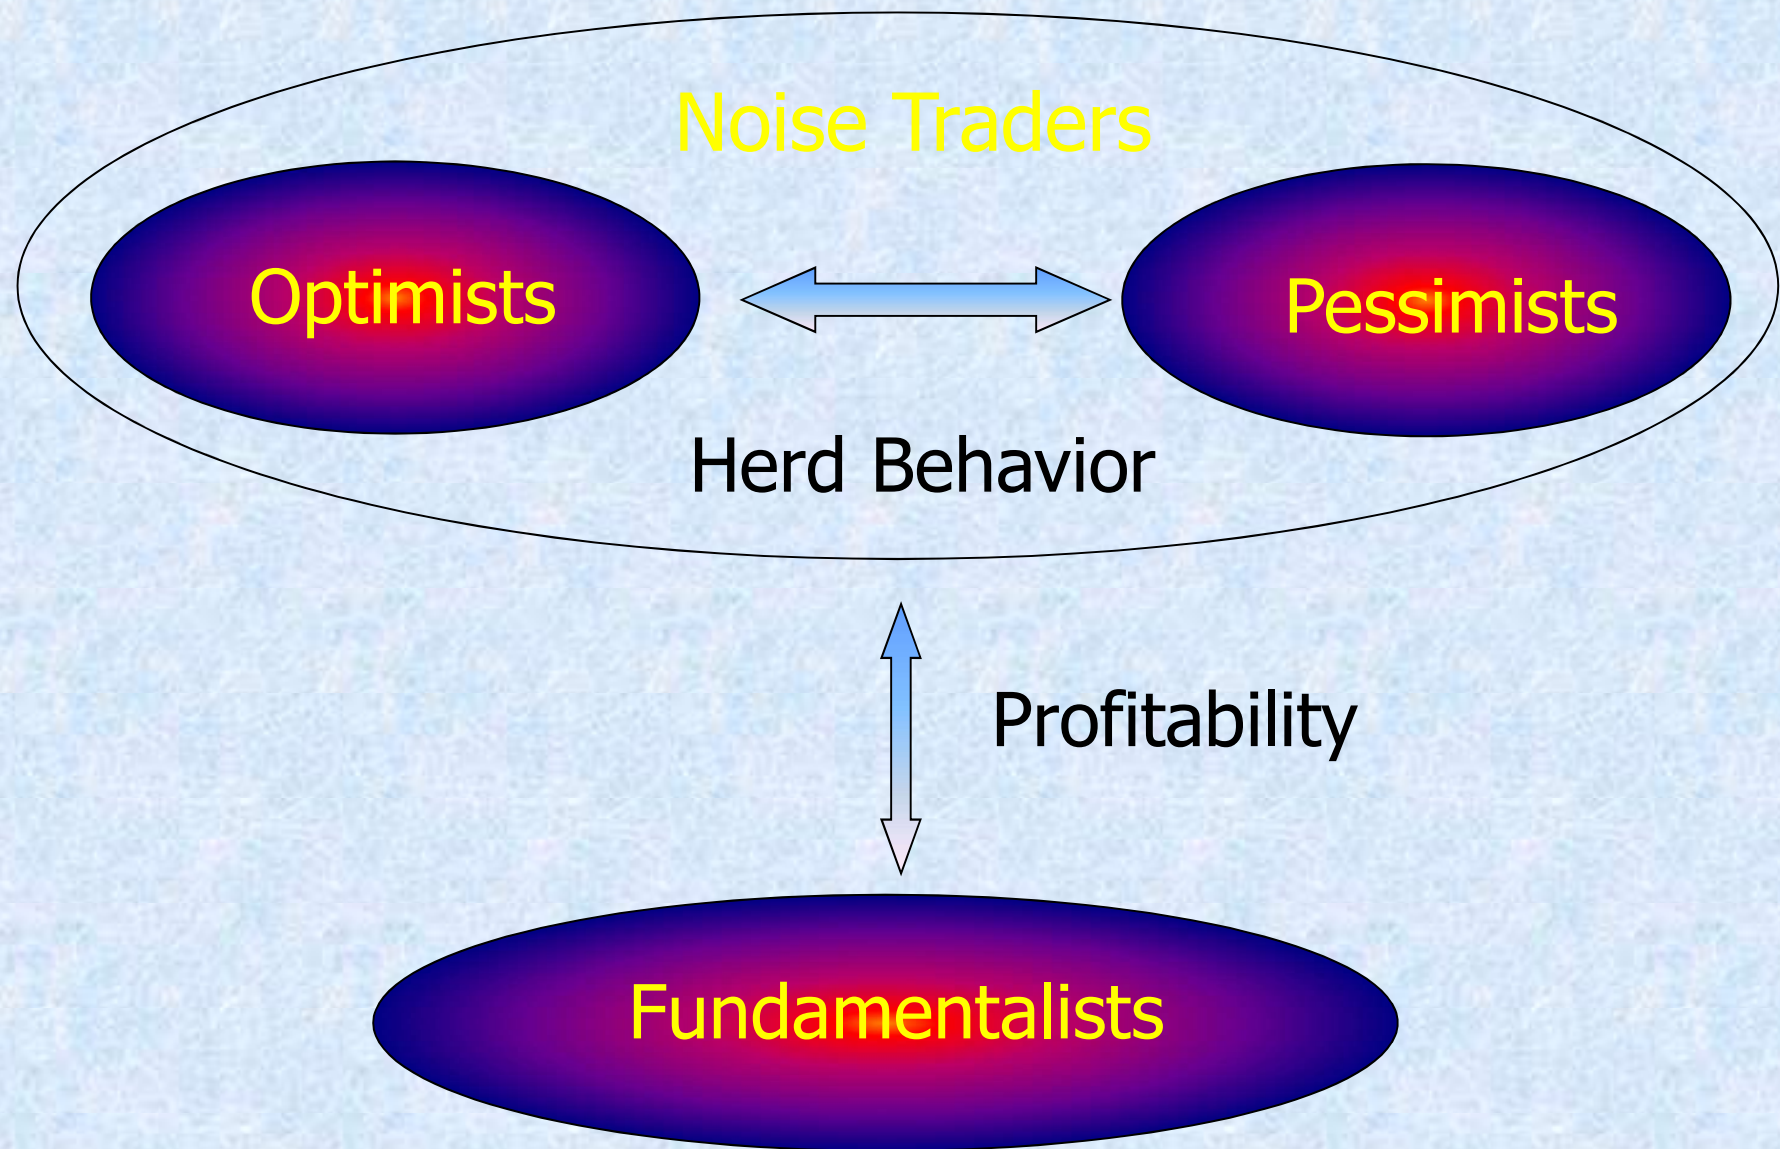 Noise Traders
Optimists
Pessimists
Herd Behavior
Profitability
Fundamentalists